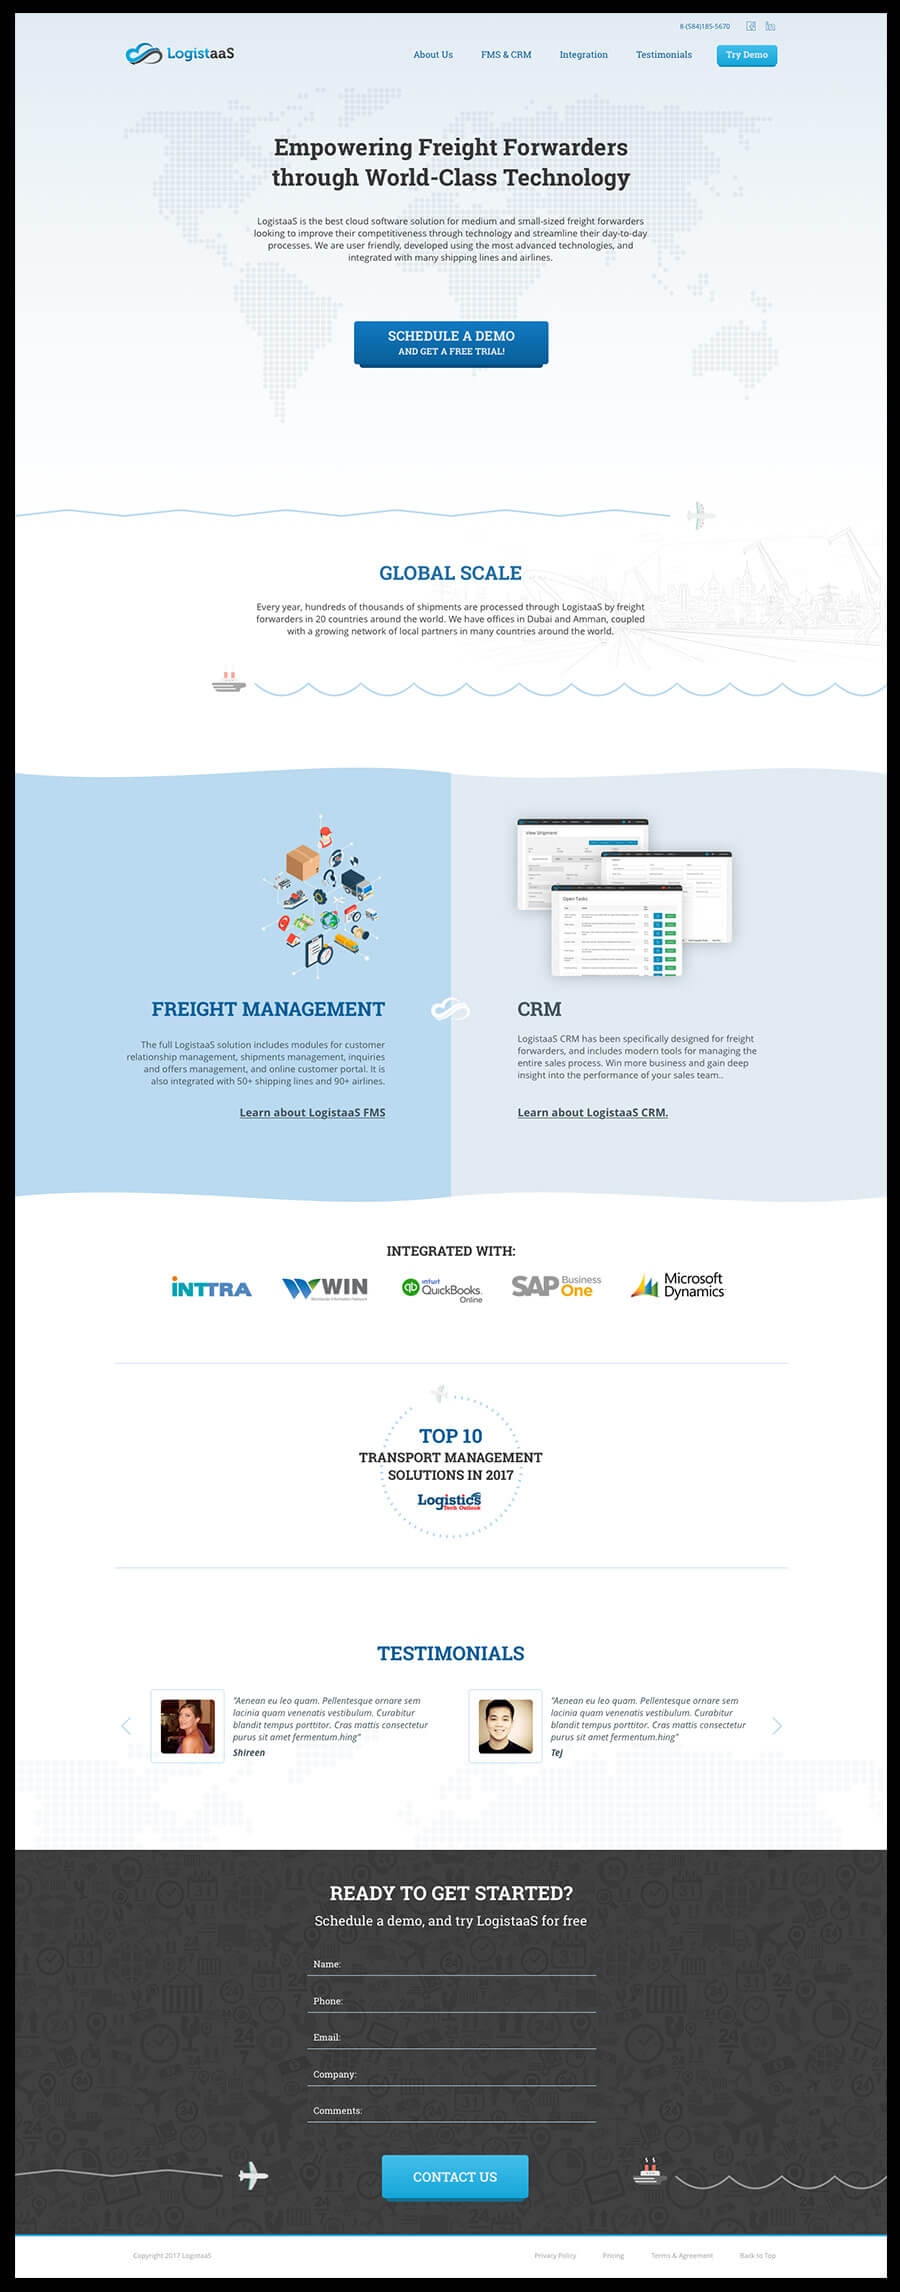 8-(584)185-5670
LogistaaS
About Us
FMS & CRM
Integration
Testimonials
Try Demo
Empowering Freight Forwarders
through World-Class Technology
LogistaaS is the best cloud software solution for medium and small-sized freight forwarders
looking to improve their competitiveness through technology and streamline their day-to-day
processes. We are user friendly, developed using the most advanced technologies, and
integrated with many shipping lines and airlines.
SCHEDULE A DEMO
AND GET A FREE TRIAL!
GLOBAL SCALE
Every year, hundreds of thousands of shipments are processed through LogistaaS by freight
forwarders in 20 countries around the world. We have offices in Dubai and Amman, coupled
with a growing network of local partners in many countries around the world.
View Shipment
Open Tasks
FREIGHT MANAGEMENT
The full LogistaaS solution includes modules for customer
relationship management, shipments management, inquiries
and offers management, and online customer portal. It is
also integrated with 50+ shipping lines and 90+ airlines.
Learn about LogistaaS FMS
CRM
LogistaaS CRM has been specifically designed for freight
forwarders, and includes modern tools for managing the
entire sales process. Win more business and gain deep
insight into the performance of your sales team..
Learn about LogistaaS CRM.
INTEGRATED WITH:
INTTRA
WIN
qb
intuit
QuickBooks.
Online
SAP Business
One
Microsoft
Dynamics
TOP 10
TRANSPORT MANAGEMENT
SOLUTIONS IN 2017
Logistics
Tech Outlook
TESTIMONIALS
"Aenean eu leo quam. Pellentesque ornare sem
lacinia quam venenatis vestibulum. Curabitur
blandit tempus porttitor. Cras mattis consectetur
purus sit amet fermentum.hing"
Shireen
"Aenean eu leo quam. Pellentesque ornare sem
lacinia quam venenatis vestibulum. Curabitur
blandit tempus porttitor. Cras mattis consectetur
purus sit amet fermentum.hing"
Tej
READY TO GET STARTED?
Schedule a demo, and try LogistaaS for free
Name:
Phone:
Email:
Company:
Comments:
CONTACT US
Copyright 2017 LogistaaS
Privacy Policy
Pricing
Terms & Agreement
Back to Top